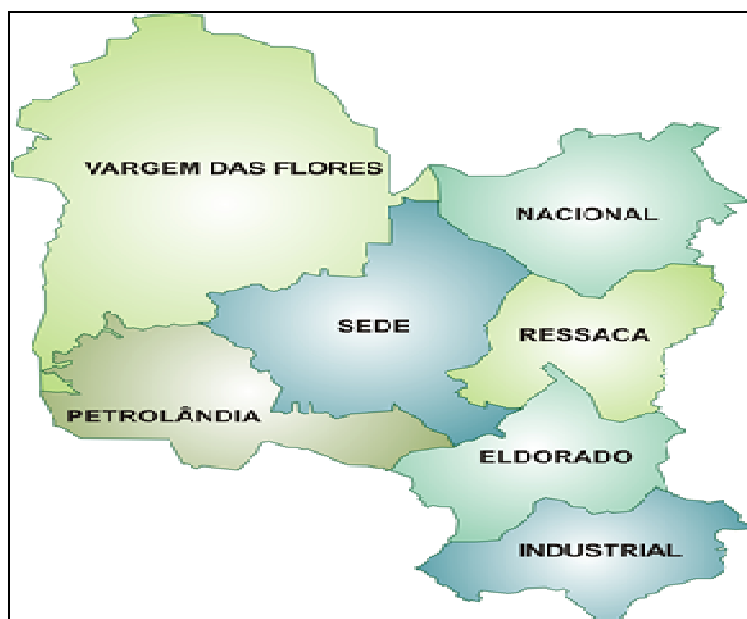 VARGEM DAS FLORES
NACIONAL
SEDE
RESSACA
PETROLÂNDIA
ELDORADO
INDUSTRIAL